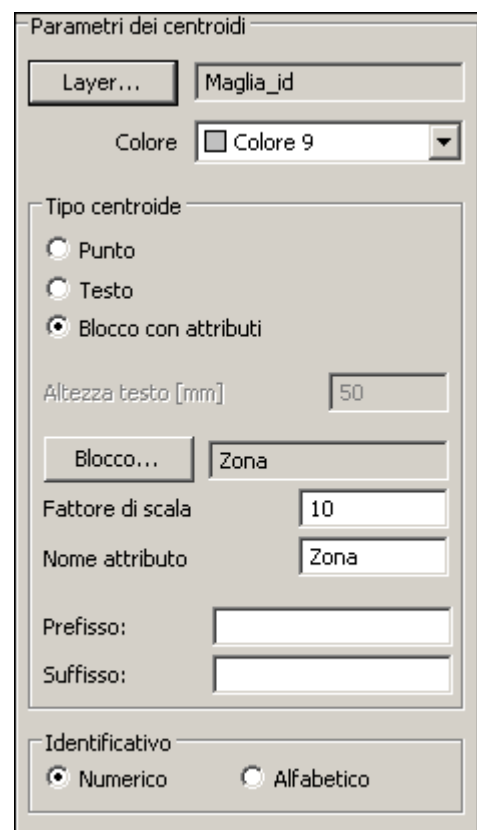 Parametri dei centroidi
Layer... Maglia_id
Colore Colore 9
Tipo centroide
Punto
Testo
Blocco con attributi
Altezza testo [mm] 50
Blocco... Zona
Fattore di scala 10
Nome attributo Zona
Prefisso:
Suffisso:
Identificativo
Numerico Alfabetico